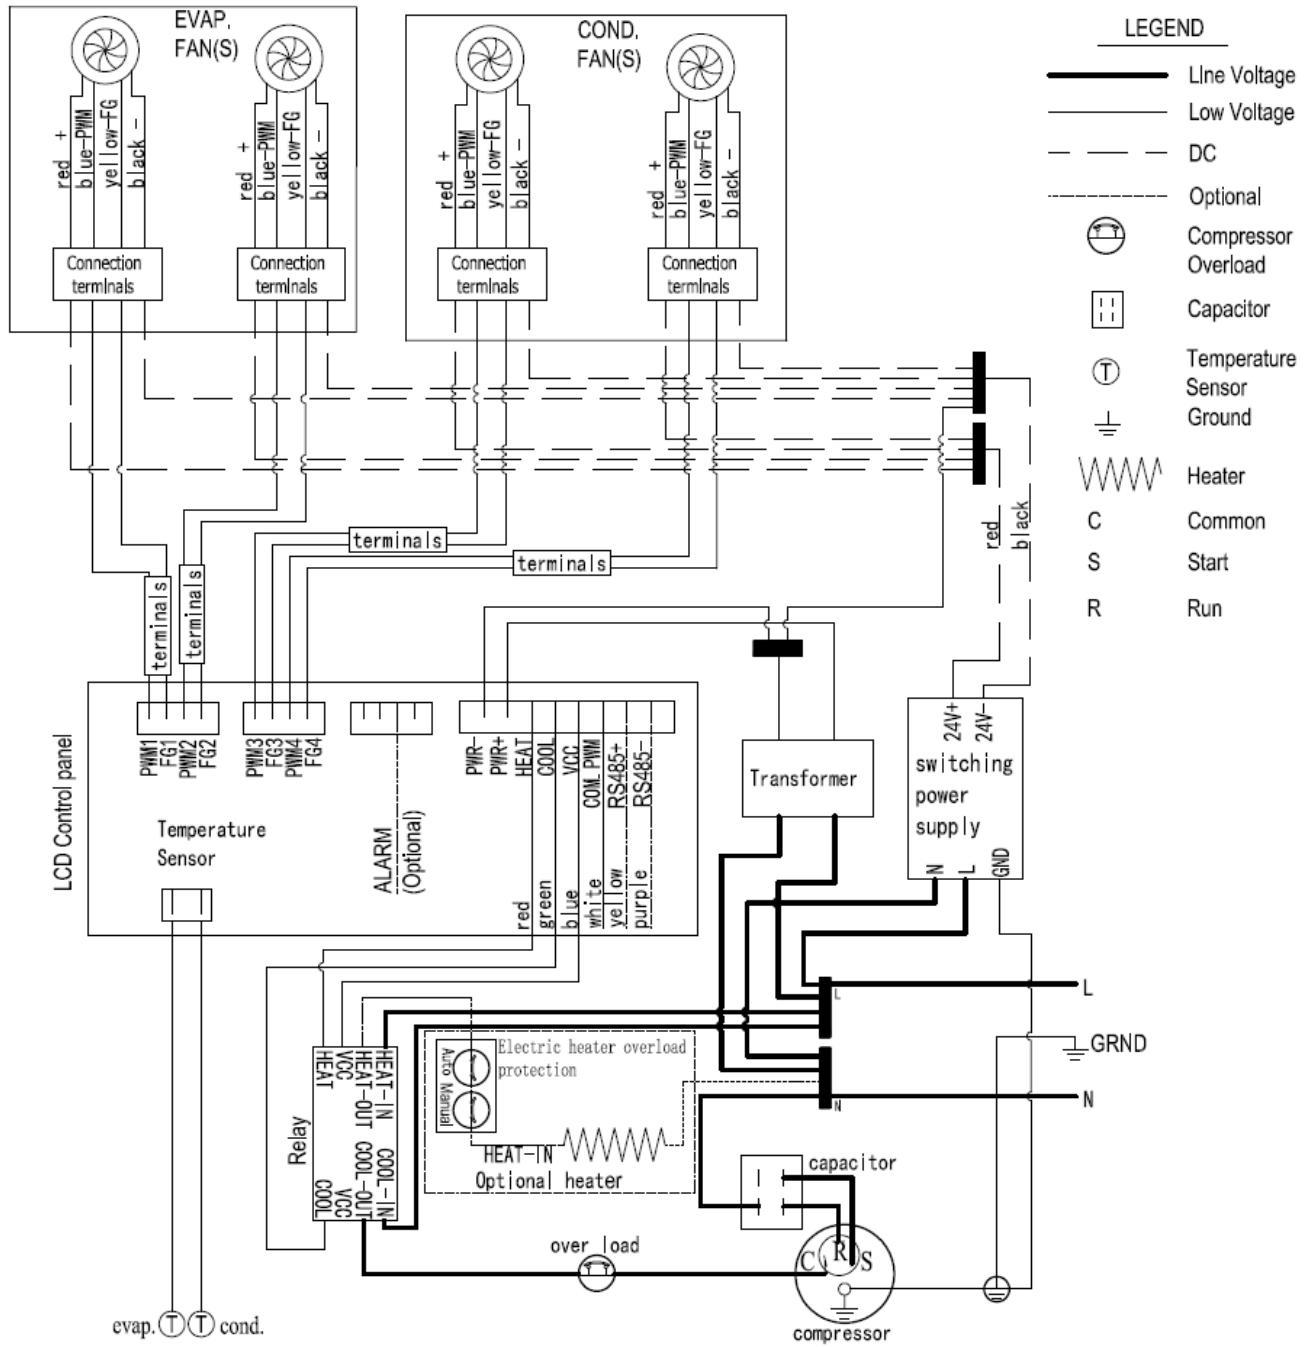 EVAP.
FAN(S)
COND.
FAN(S)
LEGEND
LIne Voltage
Low Voltage
DC
Optional
Compressor
Overload
Capacitor
T
Temperature
Sensor
Ground
Heater
C Common
S Start
R Run
red +
blue-PWM
yellow-FG
black -
red +
blue-PWM
yellow-FG
black -
red +
blue-PWM
yellow-FG
black -
red +
blue-PWM
yellow-FG
black -
Connection
termInals
Connection
termInals
Connection
termInals
Connection
termInals
red
black
terminals
terminals
terminals
terminals
LCD Control panel
PWM1
FG1
PWM2
FG2
PWM3
FG3
PWM4
FG4
ALARM
(Optional)
PWR-
PWR+
HEAT
COOL
VCC
COM_PWM
RS485+
RS485-
red
green
blue
white
yellow
purple
Temperature
Sensor
Transformer
24V+
24V-
switching
power
supply
N
L
GND
L
L
GRND
N
N
Relay
HEAT
VCC
HEAT-OUT
HEAT-IN
COOL
VCC
COOL-OUT
COOL-IN
Auto
Manual
Electric heater overload
protection
HEAT-IN
Optional heater
capacitor
over load
C
R
S
compressor
evap. T T cond.